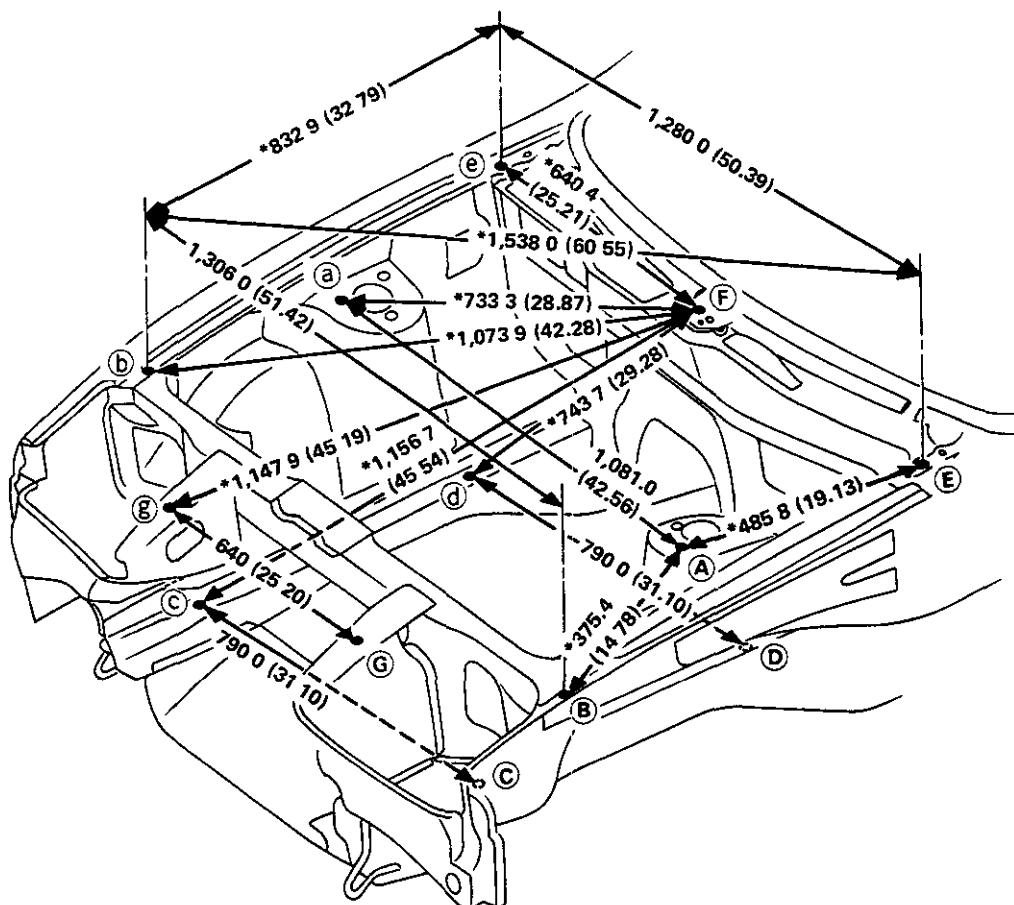 *832 9 (32 79)
1,280 0 (50.39)
e
*640 4
(25.21)
*1,538 0 (60 55)
1,306 0 (51.42)
a
*733 3 (28.87)
F
*1,073 9 (42.28)
b
*743 7 (29.28)
*1,147 9 (45 19)
*1,156 7
(45 54)
1,081.0
(42.56)
d
E
g
*485 8 (19.13)
640 (25 20)
790 0 (31.10)
A
c
*375.4
(14 78)
G
D
790 0 (31 10)
B
C